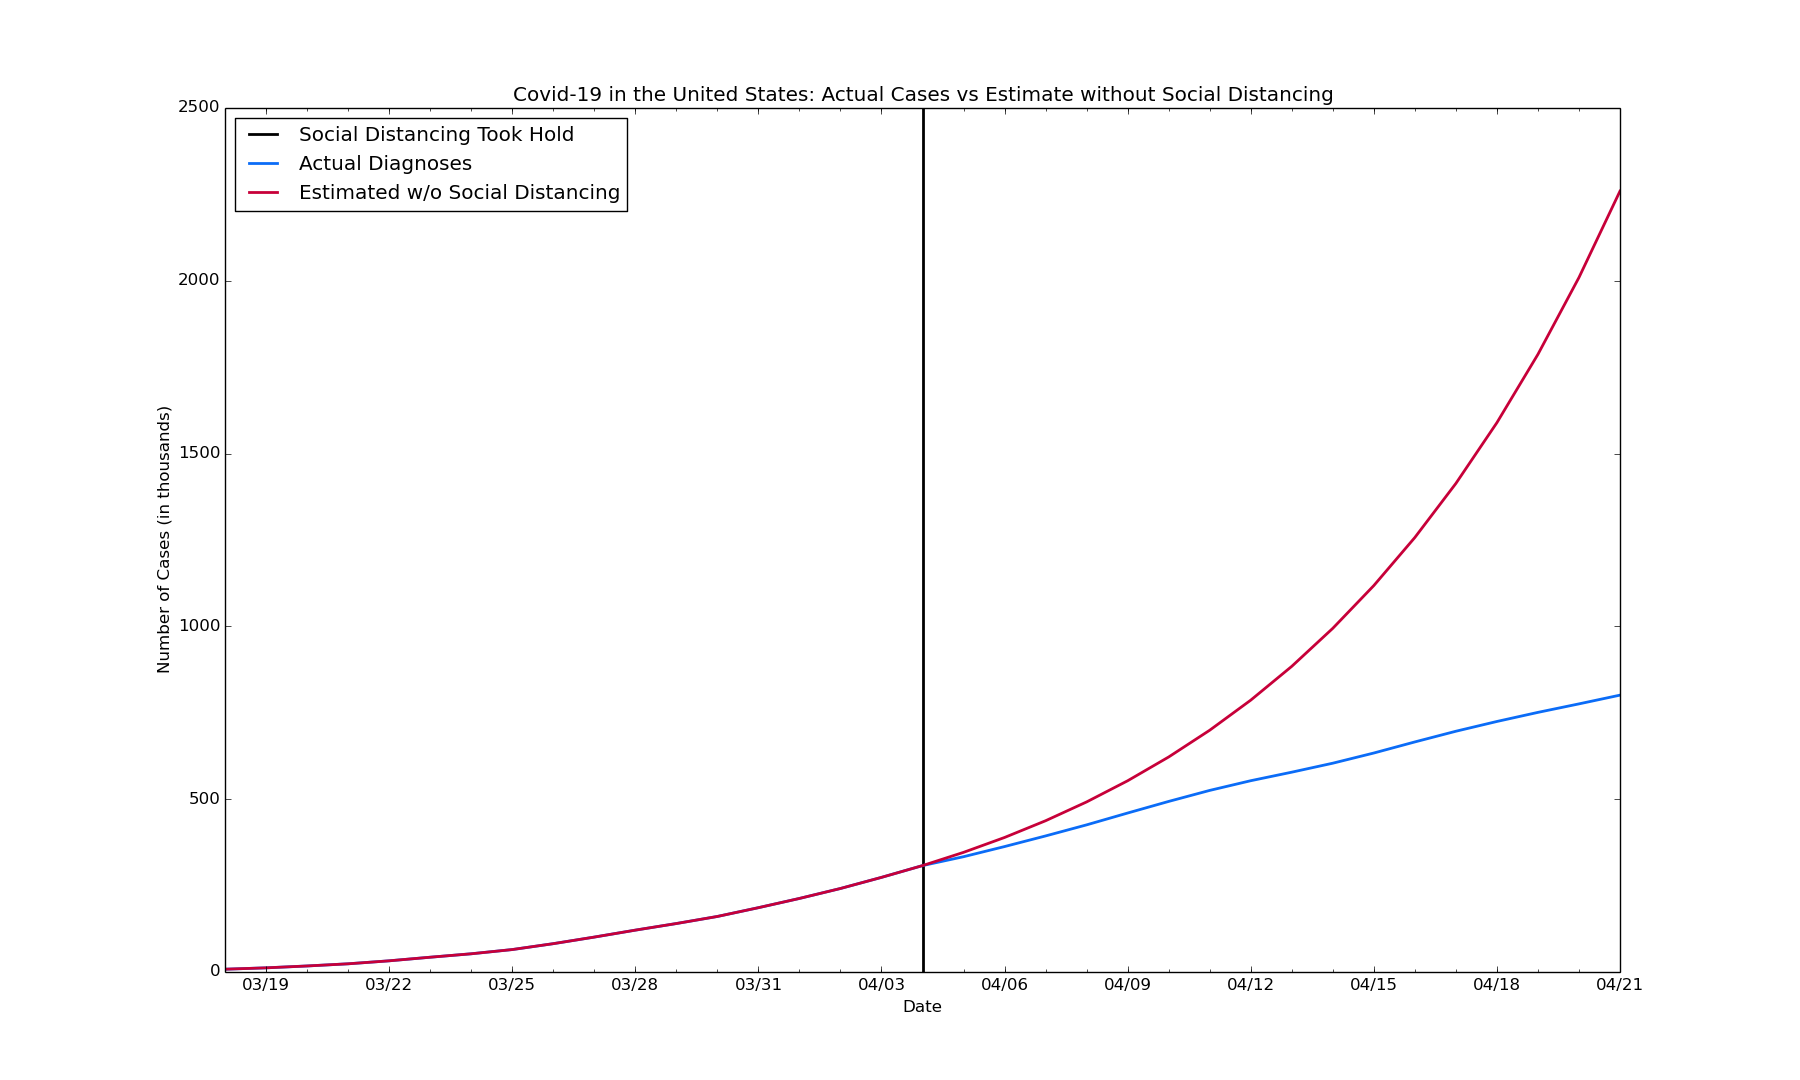 Covid-19 in the United States: Actual Cases vs Estimate without Social Distancing
Social Distancing Took Hold
Actual Diagnoses
Estimated w/o Social Distancing
2500
2000
1500
1000
500
0
Number of Cases (in thousands)
03/19 03/22 03/25 03/28 03/31 04/03 04/06 04/09 04/12 04/15 04/18 04/21
Date